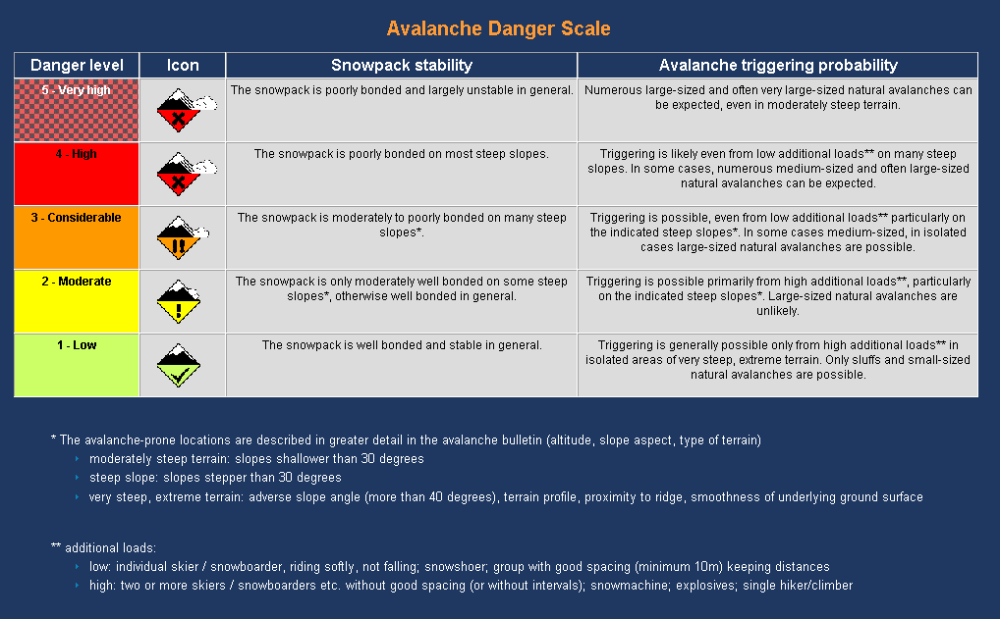 Avalanche Danger Scale
Danger level
Icon
Snowpack stability
Avalanche triggering probability
5 - Very high
The snowpack is poorly bonded and largely unstable in general.
Numerous large-sized and often very large-sized natural avalanches can
be expected, even in moderately steep terrain.
4 - High
The snowpack is poorly bonded on most steep slopes.
Triggering is likely even from low additional loads** on many steep
slopes. In some cases, numerous medium-sized and often large-sized
natural avalanches can be expected.
3 - Considerable
The snowpack is moderately to poorly bonded on many steep
slopes*.
Triggering is possible, even from low additional loads** particularly on
the indicated steep slopes*. In some cases medium-sized, in isolated
cases large-sized natural avalanches are possible.
2 - Moderate
The snowpack is only moderately well bonded on some steep
slopes*, otherwise well bonded in general.
Triggering is possible primarily from high additional loads**, particularly
on the indicated steep slopes*. Large-sized natural avalanches are
unlikely.
1 - Low
The snowpack is well bonded and stable in general.
Triggering is generally possible only from high additional loads** in
isolated areas of very steep, extreme terrain. Only sluffs and small-sized
natural avalanches are possible.
* The avalanche-prone locations are described in greater detail in the avalanche bulletin (altitude, slope aspect, type of terrain)
moderately steep terrain: slopes shallower than 30 degrees
steep slope: slopes stepper than 30 degrees
very steep, extreme terrain: adverse slope angle (more than 40 degrees), terrain profile, proximity to ridge, smoothness of underlying ground surface
** additional loads:
low: individual skier / snowboarder, riding softly, not falling; snowshoer; group with good spacing (minimum 10m) keeping distances
high: two or more skiers / snowboarders etc. without good spacing (or without intervals); snowmachine; explosives; single hiker/climber